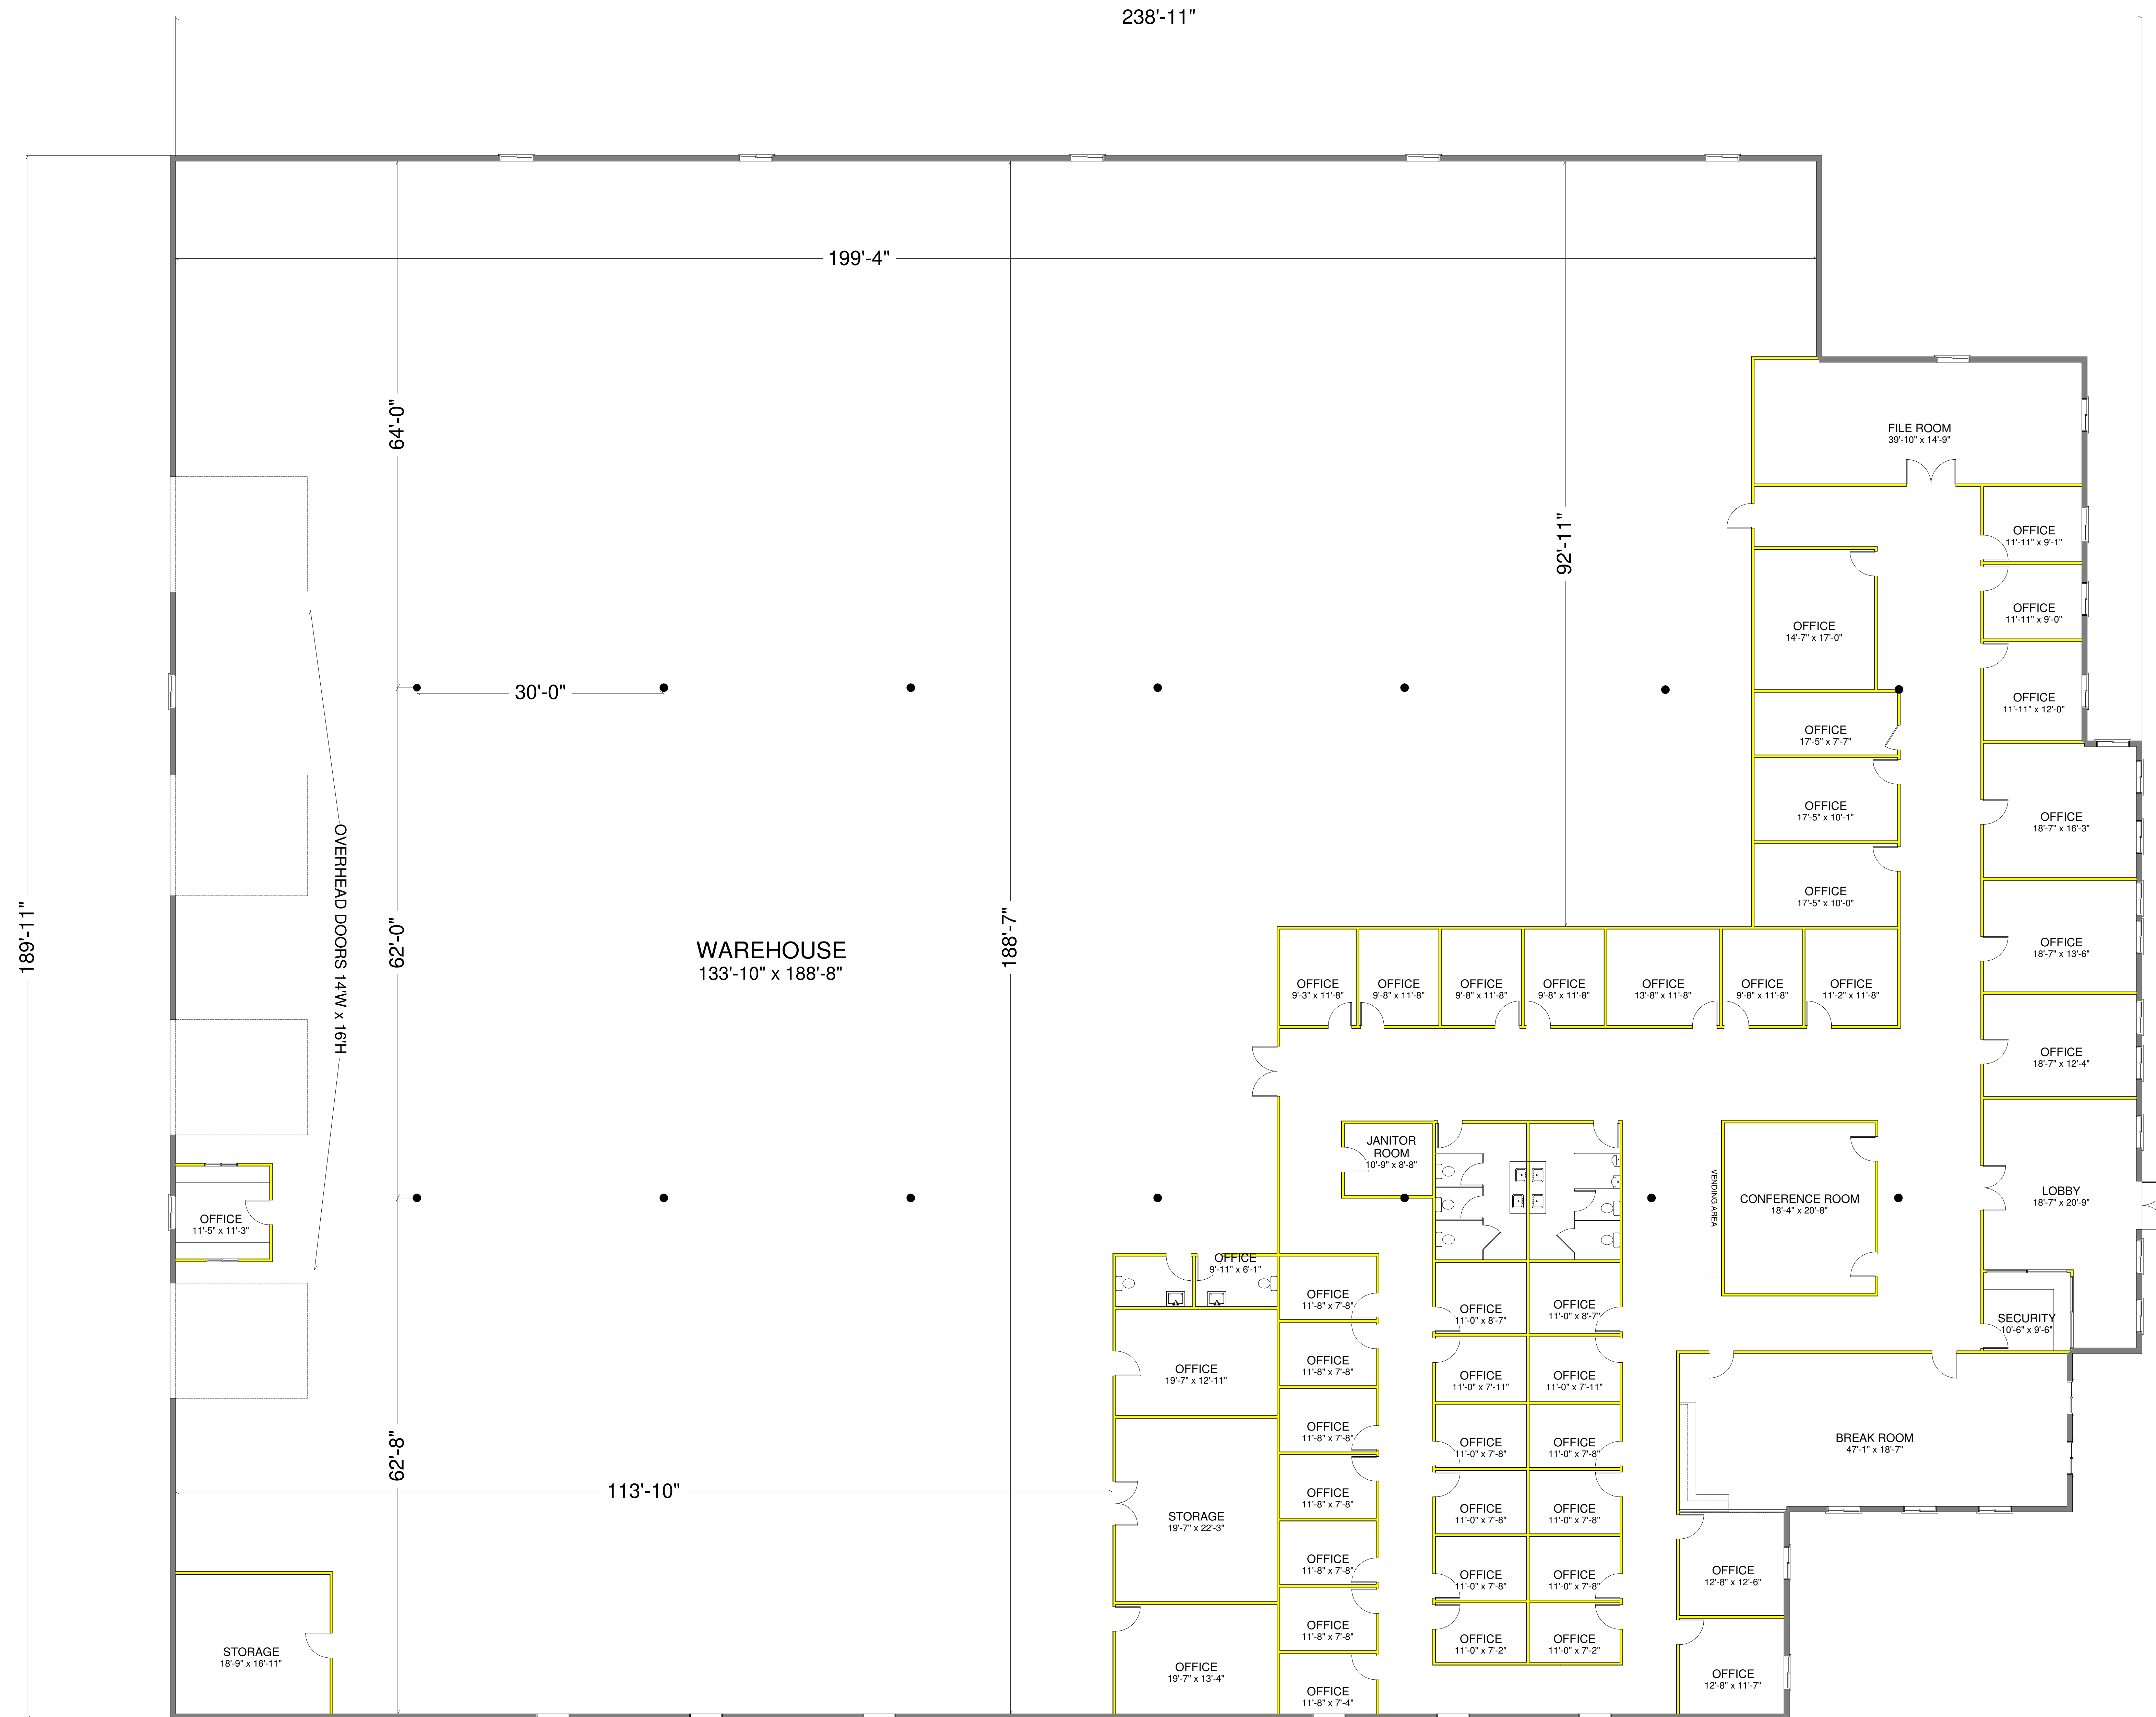 238'-11"
199'-4"
64'-0"
FILE ROOM
39'-10" x 14'-9"
92'-11"
OFFICE
11'-11" x 9'-1"
OFFICE
11'-11" x 9'-0"
OFFICE
14'-7" x 17'-0"
30'-0"
OFFICE
11'-11" x 12'-0"
OFFICE
17'-5" x 7'-7"
OFFICE
17'-5" x 10'-1"
OFFICE
18'-7" x 16'-3"
OFFICE
17'-5" x 10'-0"
189'-11"
62'-0"
OVERHEAD DOORS 14'W x 16'H
WAREHOUSE
133'-10" x 188'-8"
188'-7"
OFFICE
18'-7" x 13'-6"
OFFICE
9'-3" x 11'-8"
OFFICE
9'-8" x 11'-8"
OFFICE
9'-8" x 11'-8"
OFFICE
9'-8" x 11'-8"
OFFICE
13'-8" x 11'-8"
OFFICE
9'-8" x 11'-8"
OFFICE
11'-2" x 11'-8"
OFFICE
18'-7" x 12'-4"
JANITOR
ROOM
10'-9" x 8'-8"
VENDING AREA
CONFERENCE ROOM
18'-4" x 20'-8"
LOBBY
18'-7" x 20'-9"
OFFICE
11'-5" x 11'-3"
OFFICE
9'-11" x 6'-1"
OFFICE
11'-8" x 7'-8"
OFFICE
11'-0" x 8'-7"
OFFICE
11'-0" x 8'-7"
SECURITY
10'-6" x 9'-6"
OFFICE
19'-7" x 12'-11"
OFFICE
11'-8" x 7'-8"
OFFICE
11'-0" x 7'-11"
OFFICE
11'-0" x 7'-11"
62'-8"
OFFICE
11'-8" x 7'-8"
OFFICE
11'-0" x 7'-8"
OFFICE
11'-0" x 7'-8"
BREAK ROOM
47'-1" x 18'-7"
113'-10"
OFFICE
11'-8" x 7'-8"
STORAGE
19'-7" x 22'-3"
OFFICE
11'-0" x 7'-8"
OFFICE
11'-0" x 7'-8"
OFFICE
11'-8" x 7'-8"
OFFICE
11'-0" x 7'-8"
OFFICE
11'-0" x 7'-8"
OFFICE
12'-8" x 12'-6"
STORAGE
18'-9" x 16'-11"
OFFICE
19'-7" x 13'-4"
OFFICE
11'-8" x 7'-8"
OFFICE
11'-0" x 7'-2"
OFFICE
11'-0" x 7'-2"
OFFICE
12'-8" x 11'-7"
OFFICE
11'-8" x 7'-4"